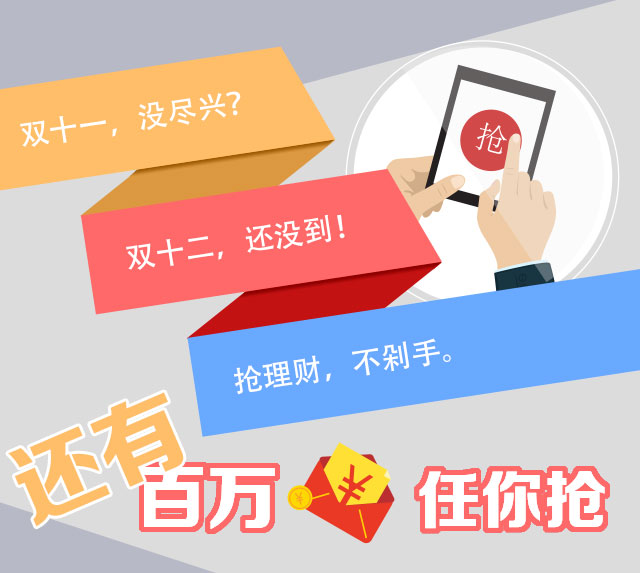 双十一，没尽兴？
抢
双十二，还没到！
抢理财，不剁手。
还有
百万 ¥ ¥ 任你抢